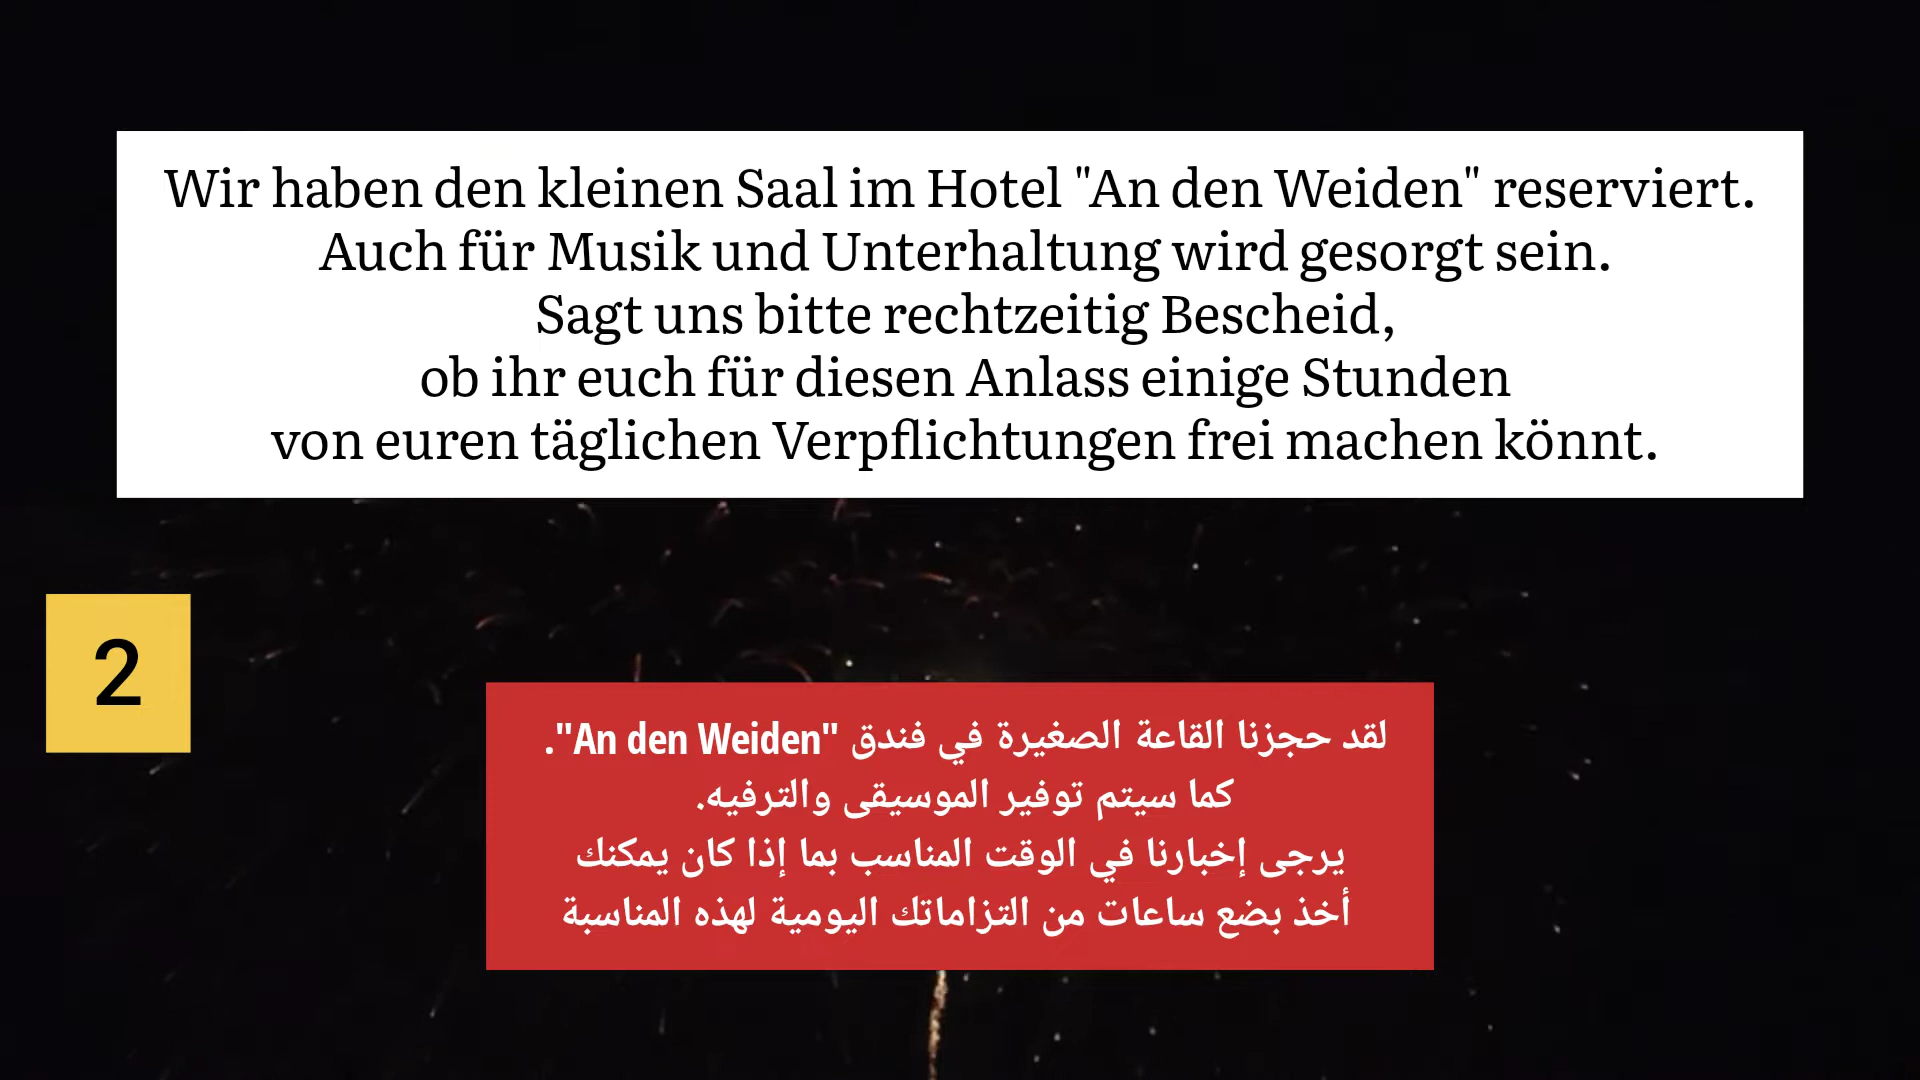 Wir haben den kleinen Saal im Hotel "An den Weiden" reserviert.
Auch für Musik und Unterhaltung wird gesorgt sein.
Sagt uns bitte rechtzeitig Bescheid,
ob ihr euch für diesen Anlass einige Stunden
von euren täglichen Verpflichtungen frei machen könnt.
2
لقد حجزنا القاعة الصغيرة في فندق "An den Weiden".
كما سيتم توفير الموسيقى والترفيه.
يرجى إخبارنا في الوقت المناسب بما إذا كان يمكنك
أخذ بضع ساعات من التزاماتك اليومية لهذه المناسبة